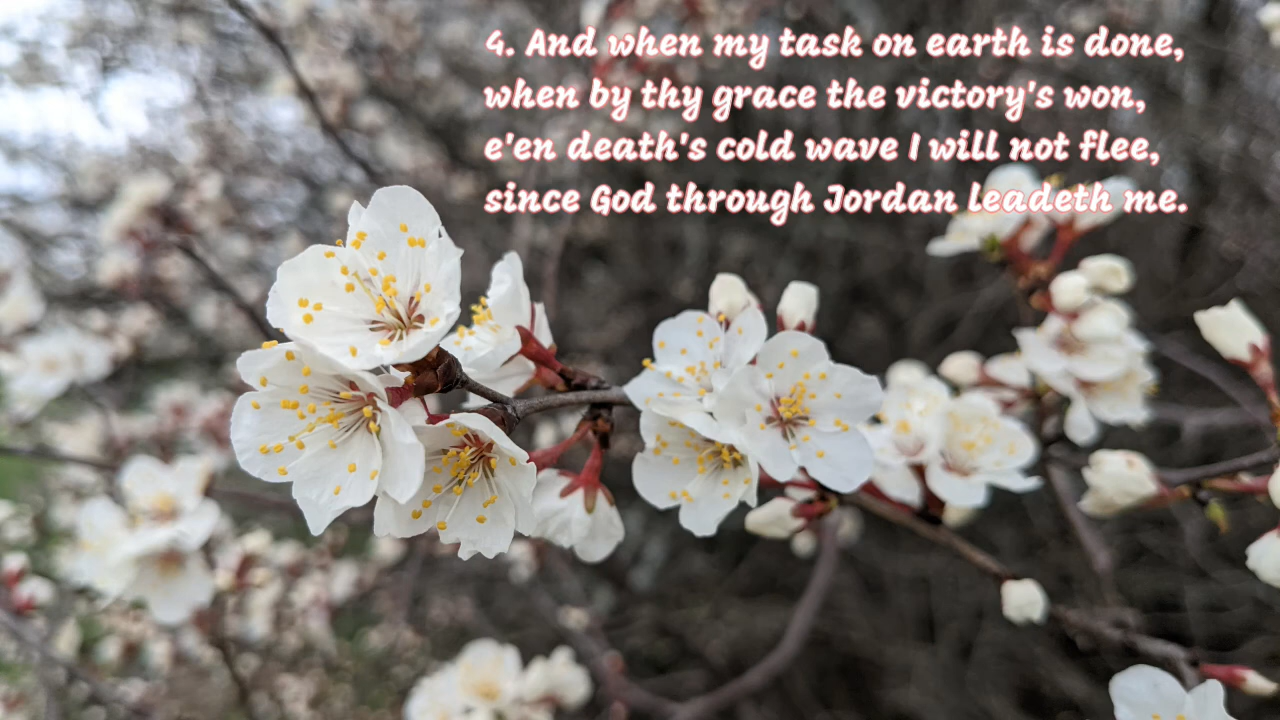 4. And when my task on earth is done,
when by thy grace the victory's won,
e'en death's cold wave I will not flee,
since God through Jordan leadeth me.